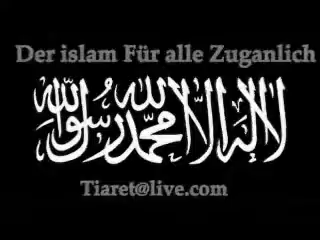 Der islam Für alle Zuganlich
لا إله إلا الله محمد رسول الله
Tiaret@live.com